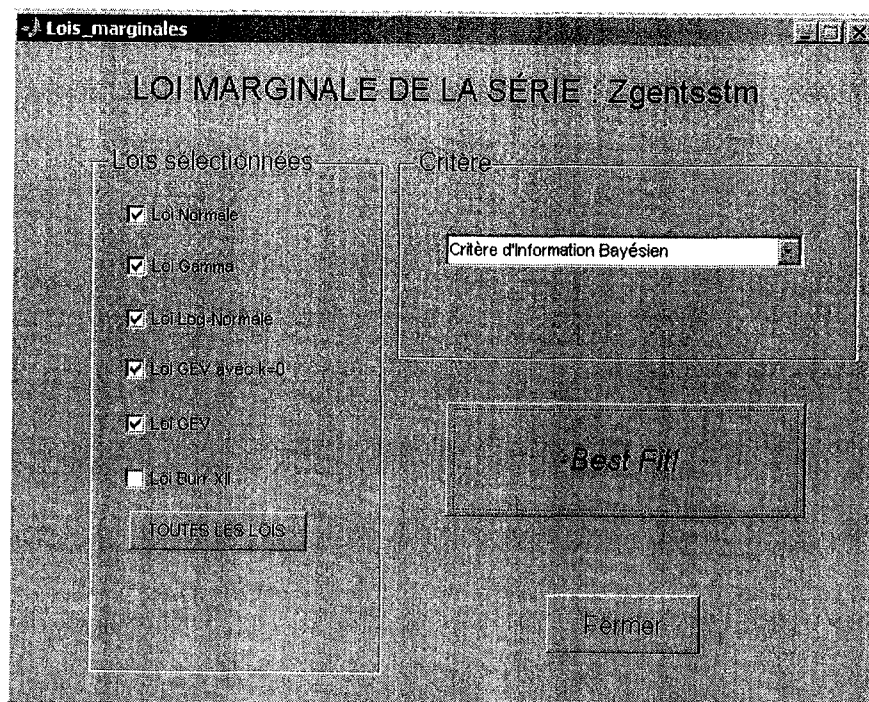 Lois_marginales
LOI MARGINALE DE LA SÉRIE : Zgentsstm
Lois sélectionnées
Loi Normale
Loi Gamma
Loi Log-Normale
Loi GEV avec k=0
Loi GEV
Loi Burr XII
TOUTES LES LOIS
Critère
Critère d'Information Bayésien
Best Fit!
Fermer